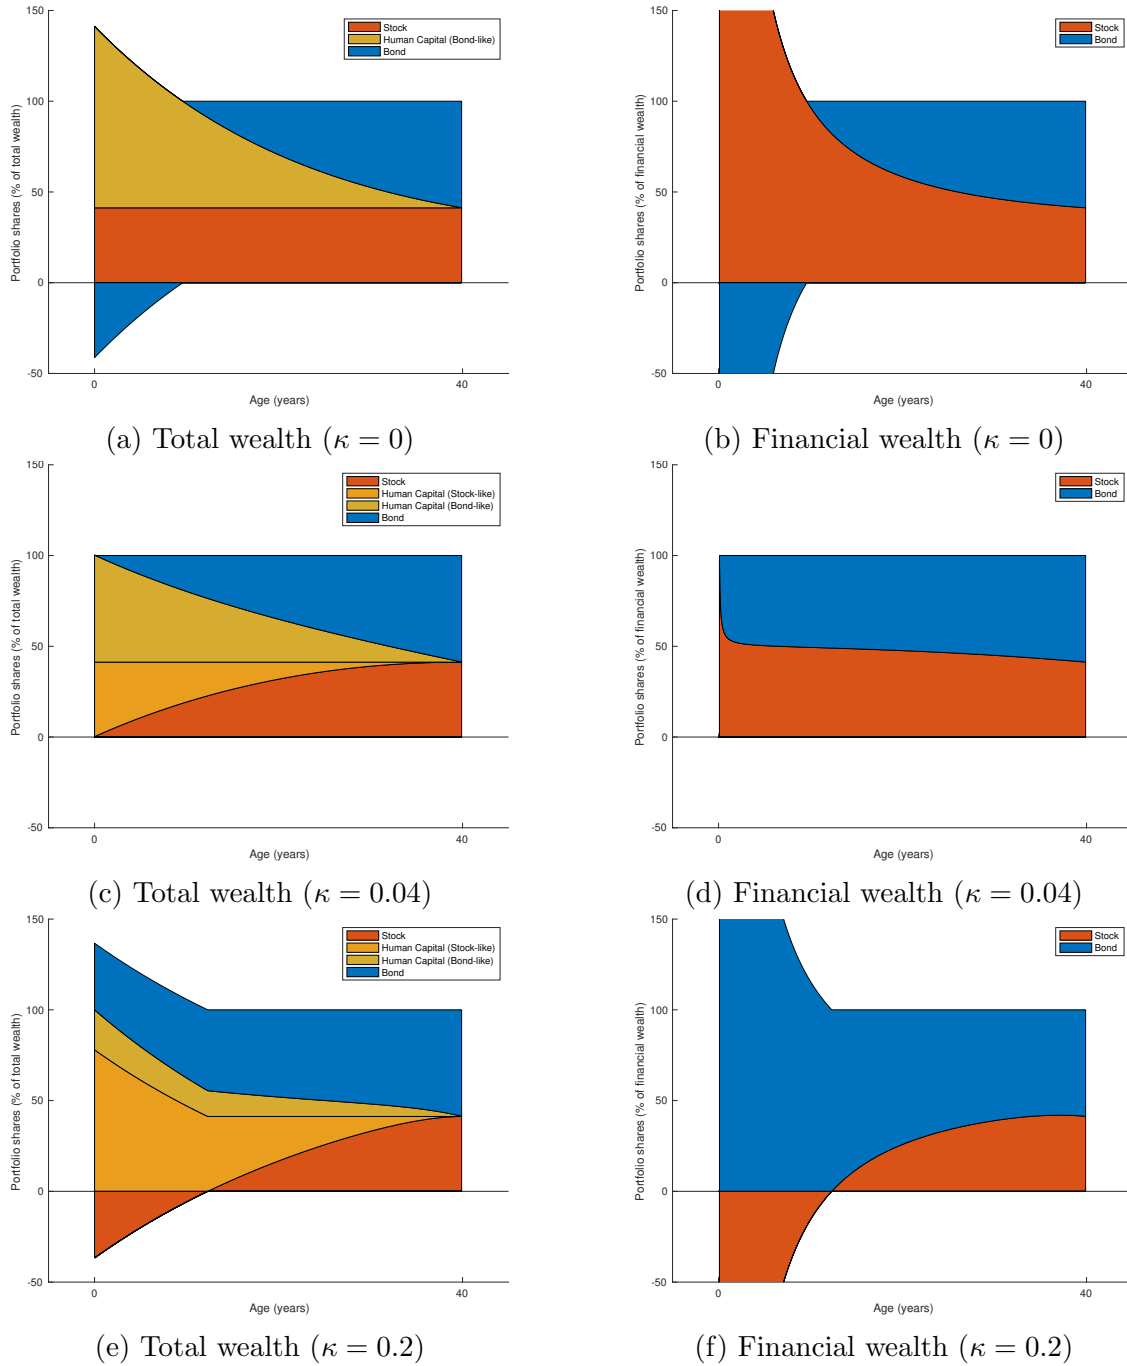 150
100
50
0
-50
Portfolio shares (% of total wealth)
Stock
Human Capital (Bond-like)
Bond
0
40
Age (years)
(a) Total wealth (κ = 0)
150
100
50
0
-50
Portfolio shares (% of financial wealth)
Stock
Bond
0
40
Age (years)
(b) Financial wealth (κ = 0)
150
100
50
0
-50
Portfolio shares (% of total wealth)
Stock
Human Capital (Stock-like)
Human Capital (Bond-like)
Bond
0
40
Age (years)
(c) Total wealth (κ = 0.04)
150
100
50
0
-50
Portfolio shares (% of financial wealth)
Stock
Bond
0
40
Age (years)
(d) Financial wealth (κ = 0.04)
150
100
50
0
-50
Portfolio shares (% of total wealth)
Stock
Human Capital (Stock-like)
Human Capital (Bond-like)
Bond
0
40
Age (years)
(e) Total wealth (κ = 0.2)
150
100
50
0
-50
Portfolio shares (% of financial wealth)
Stock
Bond
0
40
Age (years)
(f) Financial wealth (κ = 0.2)